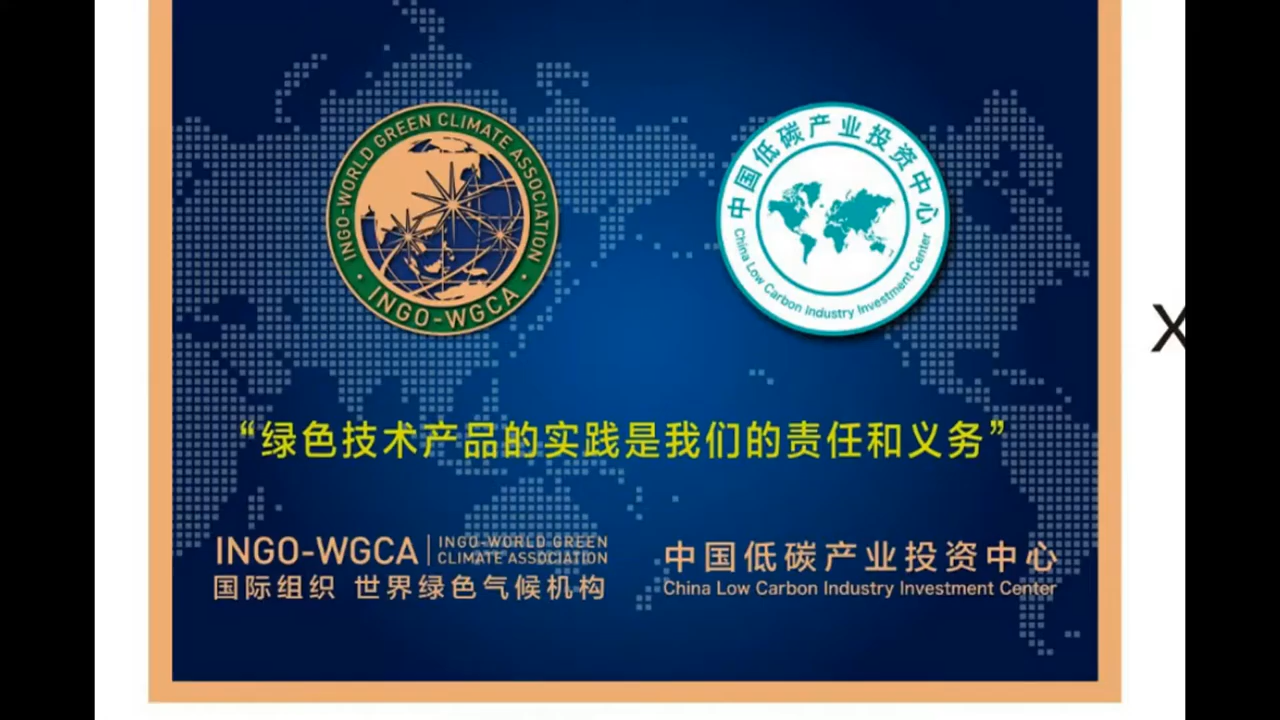 INGO-WORLD GREEN CLIMATE ASSOCIATION
INGO-WGCA
中国低碳产业投资中心
China Low Carbon Industry Investment Center
X
“绿色技术产品的实践是我们的责任和义务”
INGO-WGCA
INGO-WORLD GREEN
CLIMATE ASSOCIATION
国际组织 世界绿色气候机构
中国低碳产业投资中心
China Low Carbon Industry Investment Center